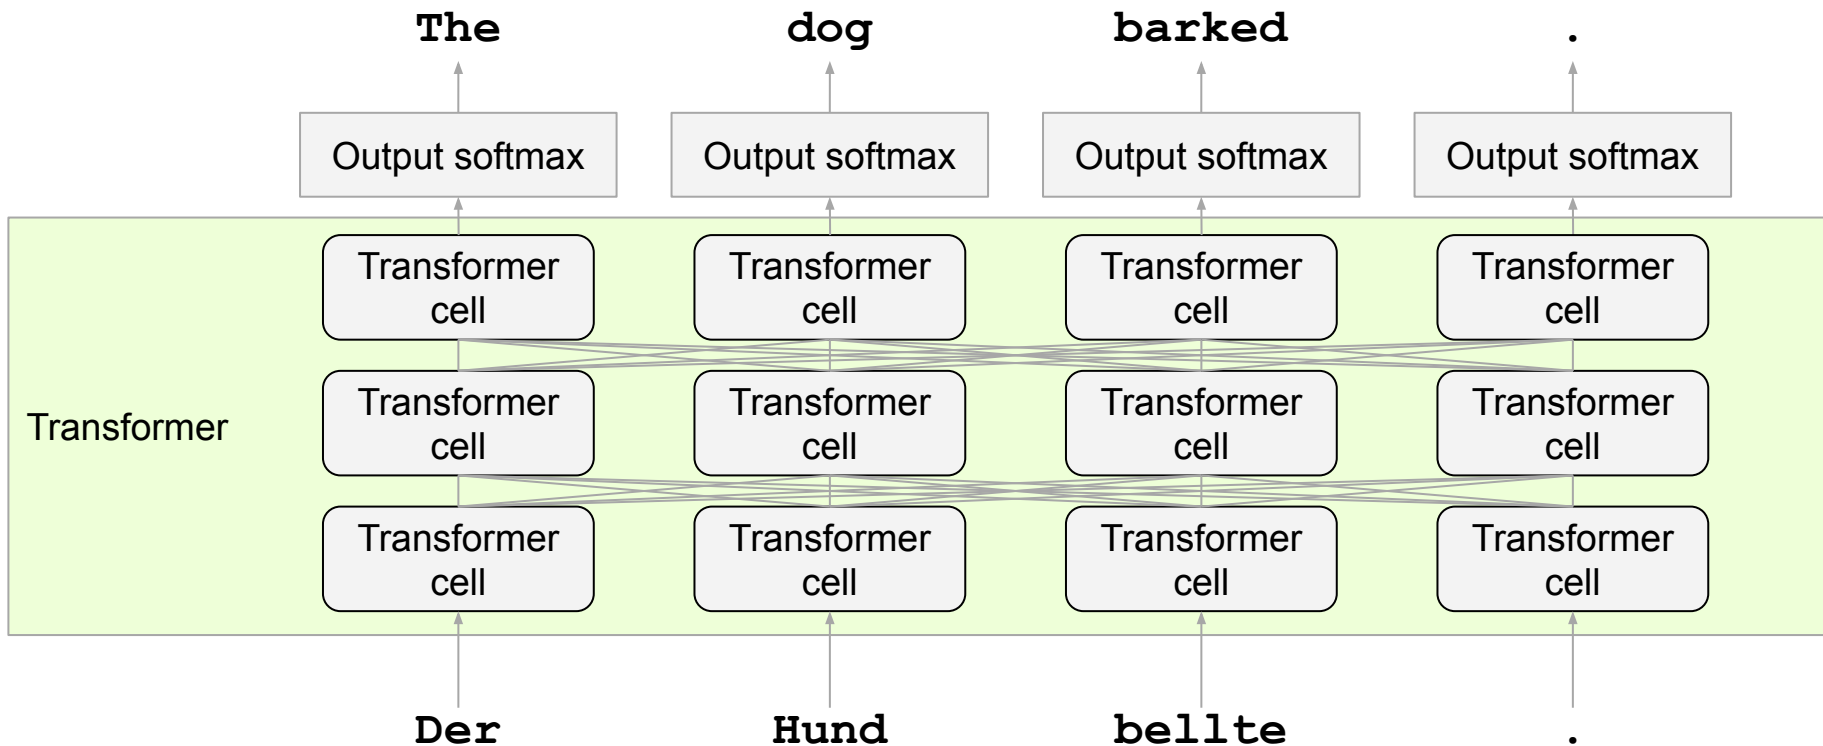 The dog barked .
Output softmax Output softmax Output softmax Output softmax
Transformer cell Transformer cell Transformer cell Transformer cell
Transformer
Transformer cell Transformer cell Transformer cell Transformer cell
Transformer cell Transformer cell Transformer cell Transformer cell
Der Hund bellte .